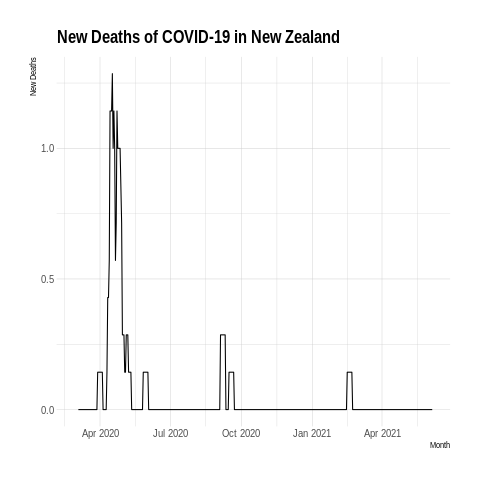 New Deaths of COVID-19 in New Zealand
New Deaths
1.0
0.5
0.0
Apr 2020 Jul 2020 Oct 2020 Jan 2021 Apr 2021
Month